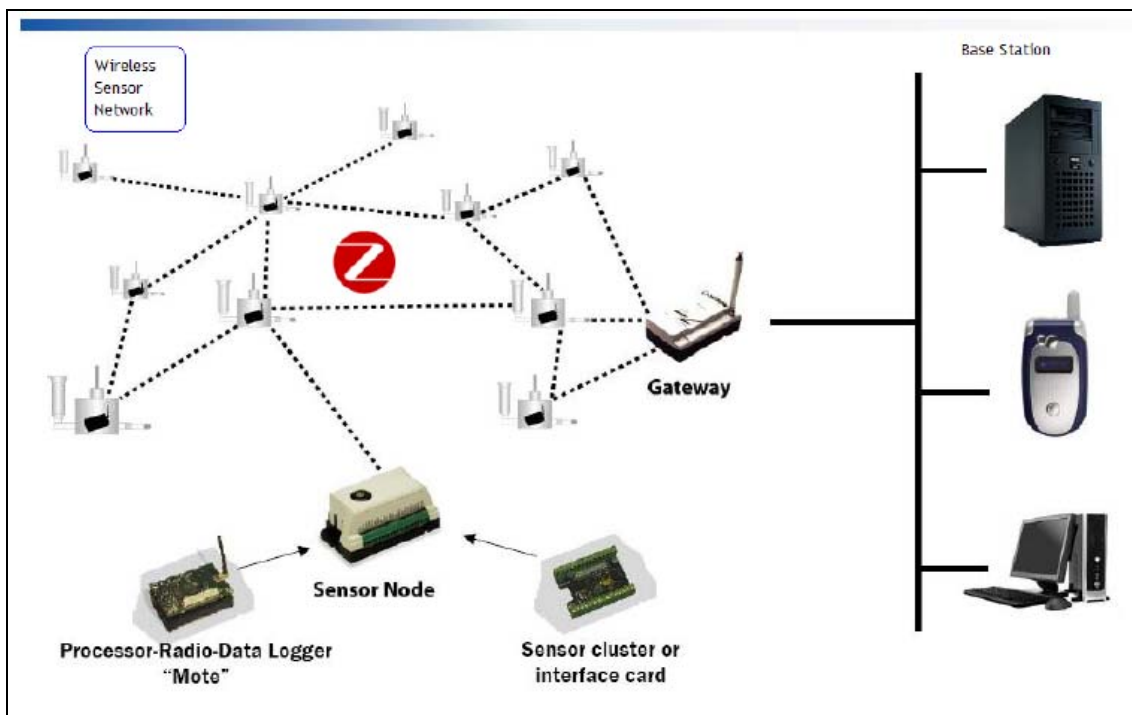 Wireless
Sensor
Network
Base Station
Gateway
Sensor Node
Processor-Radio-Data Logger
“Mote”
Sensor cluster or
interface card